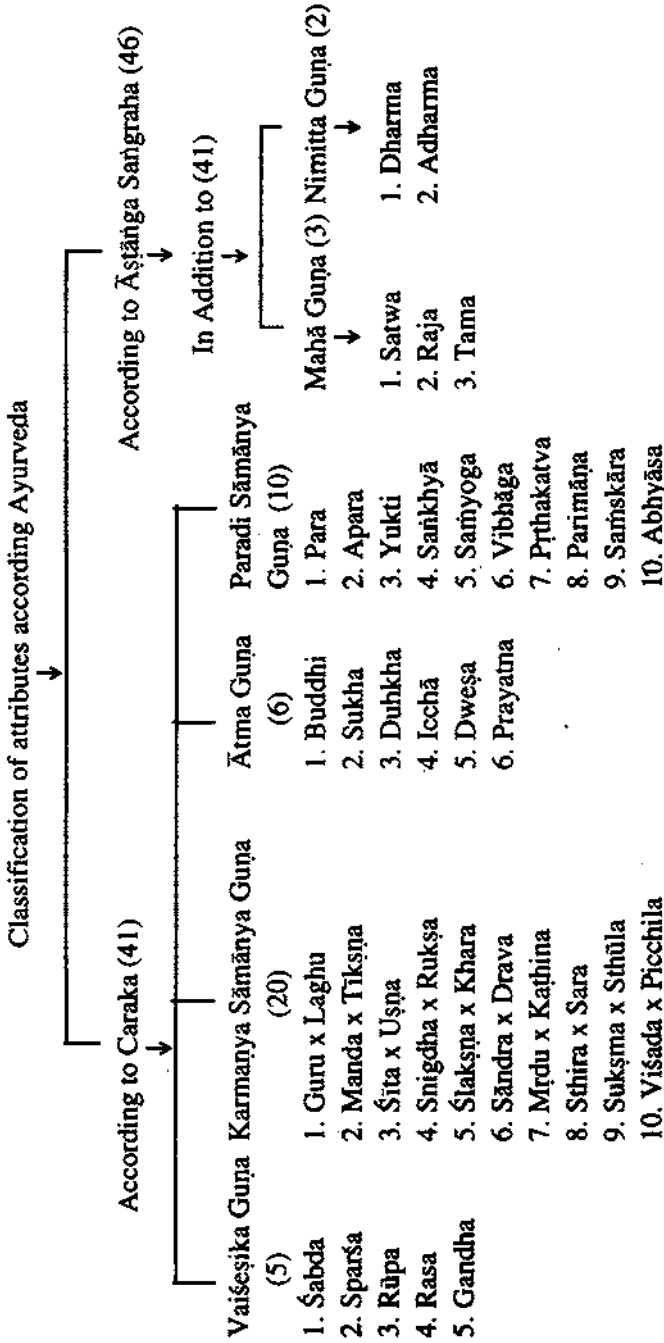 Classification of attributes according Ayurveda
According to Caraka (41)
According to Āṣṭāṅga Saṅgraha (46)
In Addition to (41)
Vaiśeṣika Guṇa
(5)
1. Śabda
2. Sparśa
3. Rūpa
4. Rasa
5. Gandha
Karmaṇya Sāmānya Guṇa
(20)
1. Guru x Laghu
2. Manda x Tīkṣṇa
3. Śīta x Uṣṇa
4. Snigdha x Rukṣa
5. Ślakṣṇa x Khara
6. Sāndra x Drava
7. Mṛdu x Kaṭhina
8. Sthira x Sara
9. Sukṣma x Sthūla
10. Viśada x Picchila
Ātma Guṇa
(6)
1. Buddhi
2. Sukha
3. Duhkha
4. Icchā
5. Dweṣa
6. Prayatna
Paradi Sāmānya
Guṇa (10)
1. Para
2. Apara
3. Yukti
4. Saṅkhyā
5. Saṁyoga
6. Vibhāga
7. Pṛthakatva
8. Parimāṇa
9. Saṁskāra
10. Abhyāsa
Mahā Guṇa (3)
1. Satwa
2. Raja
3. Tama
Nimitta Guṇa (2)
1. Dharma
2. Adharma